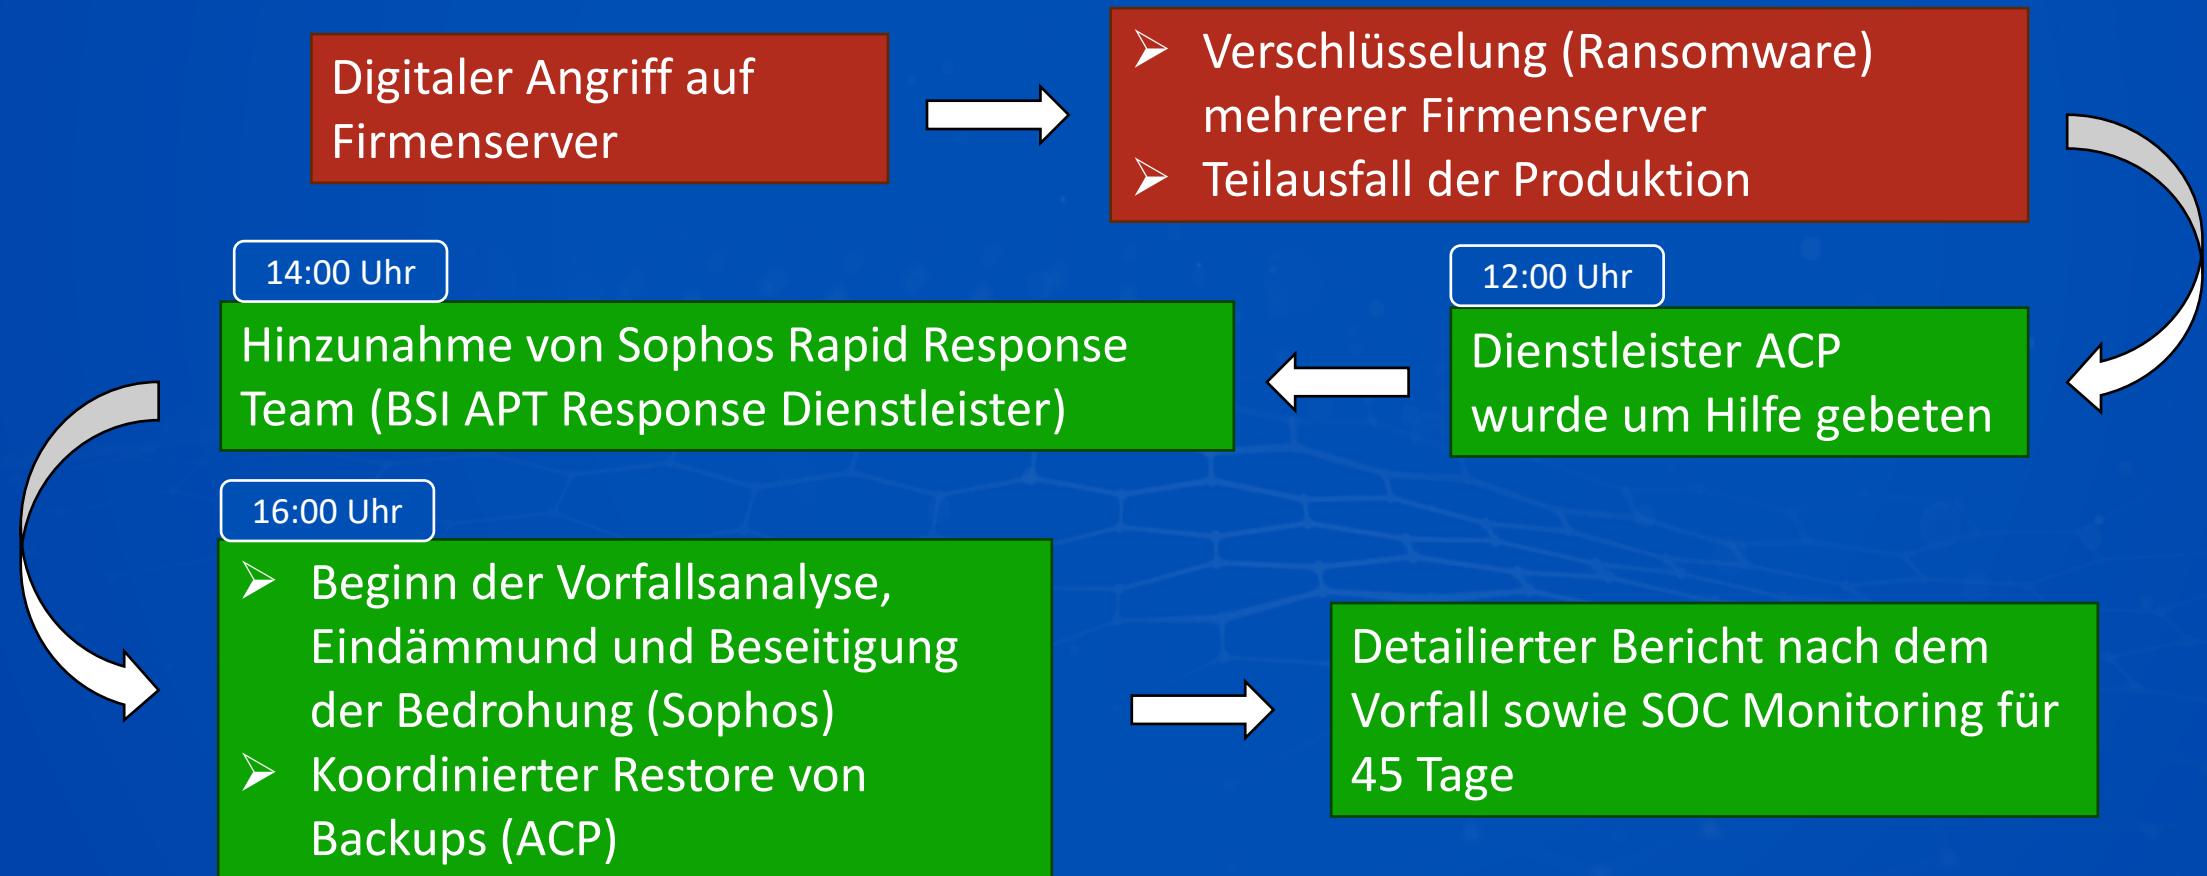 Digitaler Angriff auf
Firmenserver
➢ Verschlüsselung (Ransomware)
mehrerer Firmenserver
➢ Teilausfall der Produktion
12:00 Uhr
Dienstleister ACP
wurde um Hilfe gebeten
14:00 Uhr
Hinzunahme von Sophos Rapid Response
Team (BSI APT Response Dienstleister)
16:00 Uhr
➢ Beginn der Vorfallsanalyse,
Eindämmund und Beseitigung
der Bedrohung (Sophos)
➢ Koordinierter Restore von
Backups (ACP)
Detailierter Bericht nach dem
Vorfall sowie SOC Monitoring für
45 Tage